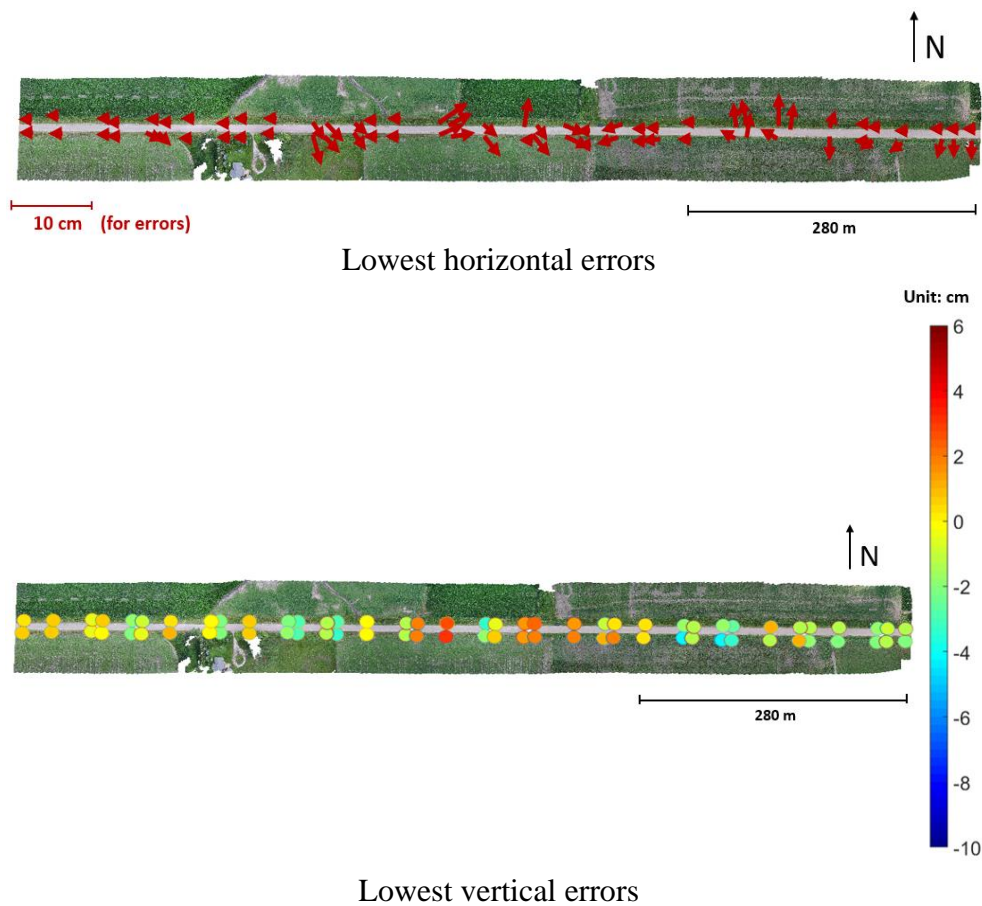 N
10 cm (for errors)
280 m
Lowest horizontal errors
Unit: cm
6
4
2
0
-2
-4
-6
-8
-10
N
280 m
Lowest vertical errors